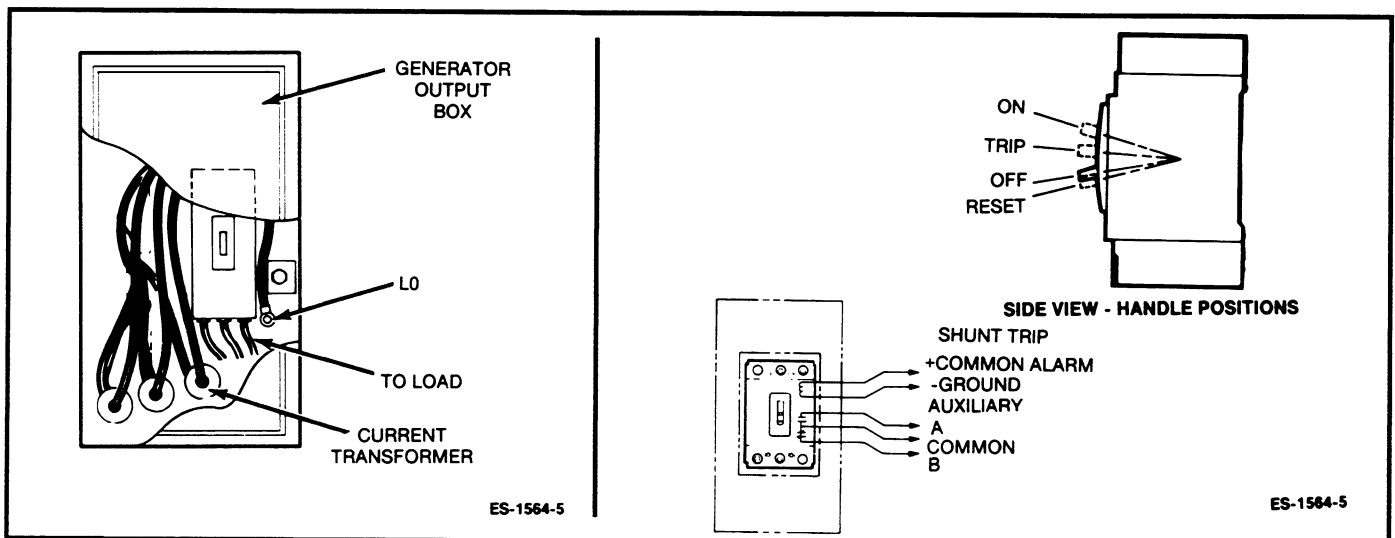 GENERATOR
OUTPUT
BOX
L0
TO LOAD
CURRENT
TRANSFORMER
ES-1564-5
ON
TRIP
OFF
RESET
SIDE VIEW - HANDLE POSITIONS
SHUNT TRIP
+COMMON ALARM
-GROUND
AUXILIARY
A
COMMON
B
ES-1564-5